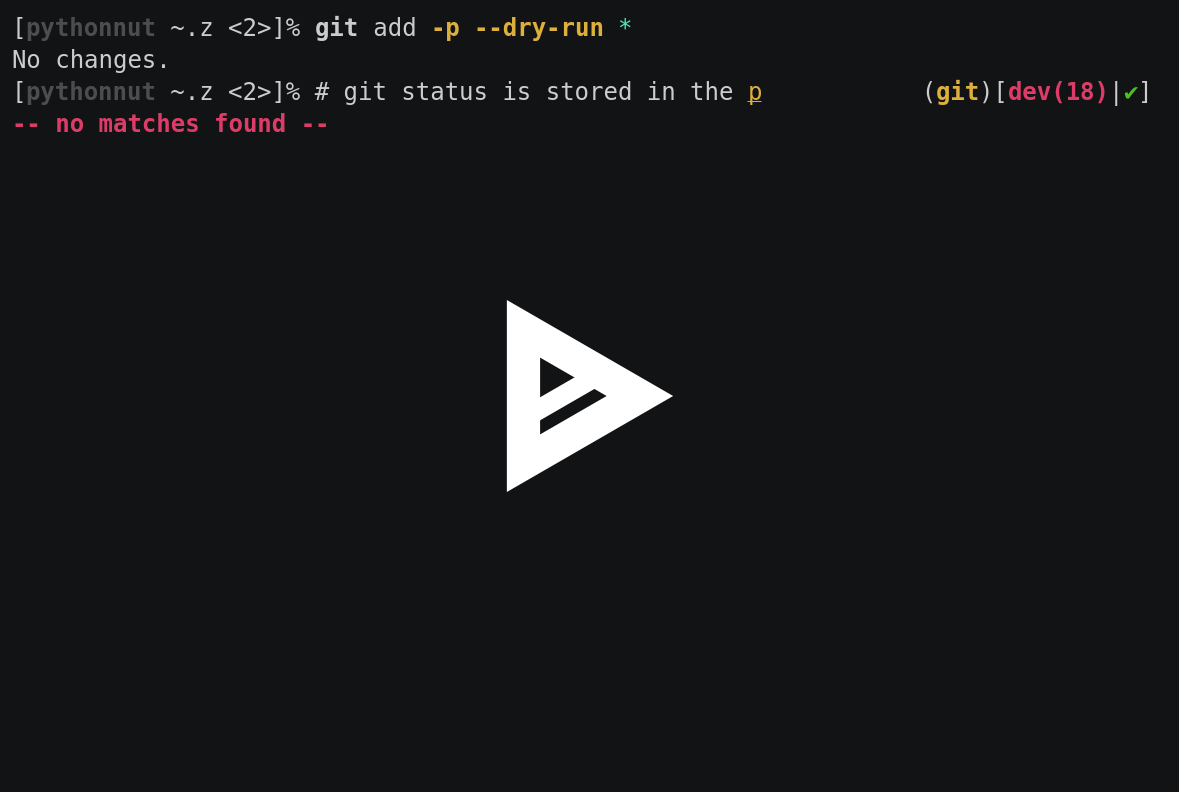 [pythonnut ~.z <2>]% git add -p --dry-run *
No changes.
[pythonnut ~.z <2>]% # git status is stored in the p (git)[dev(18)|✔]
-- no matches found --